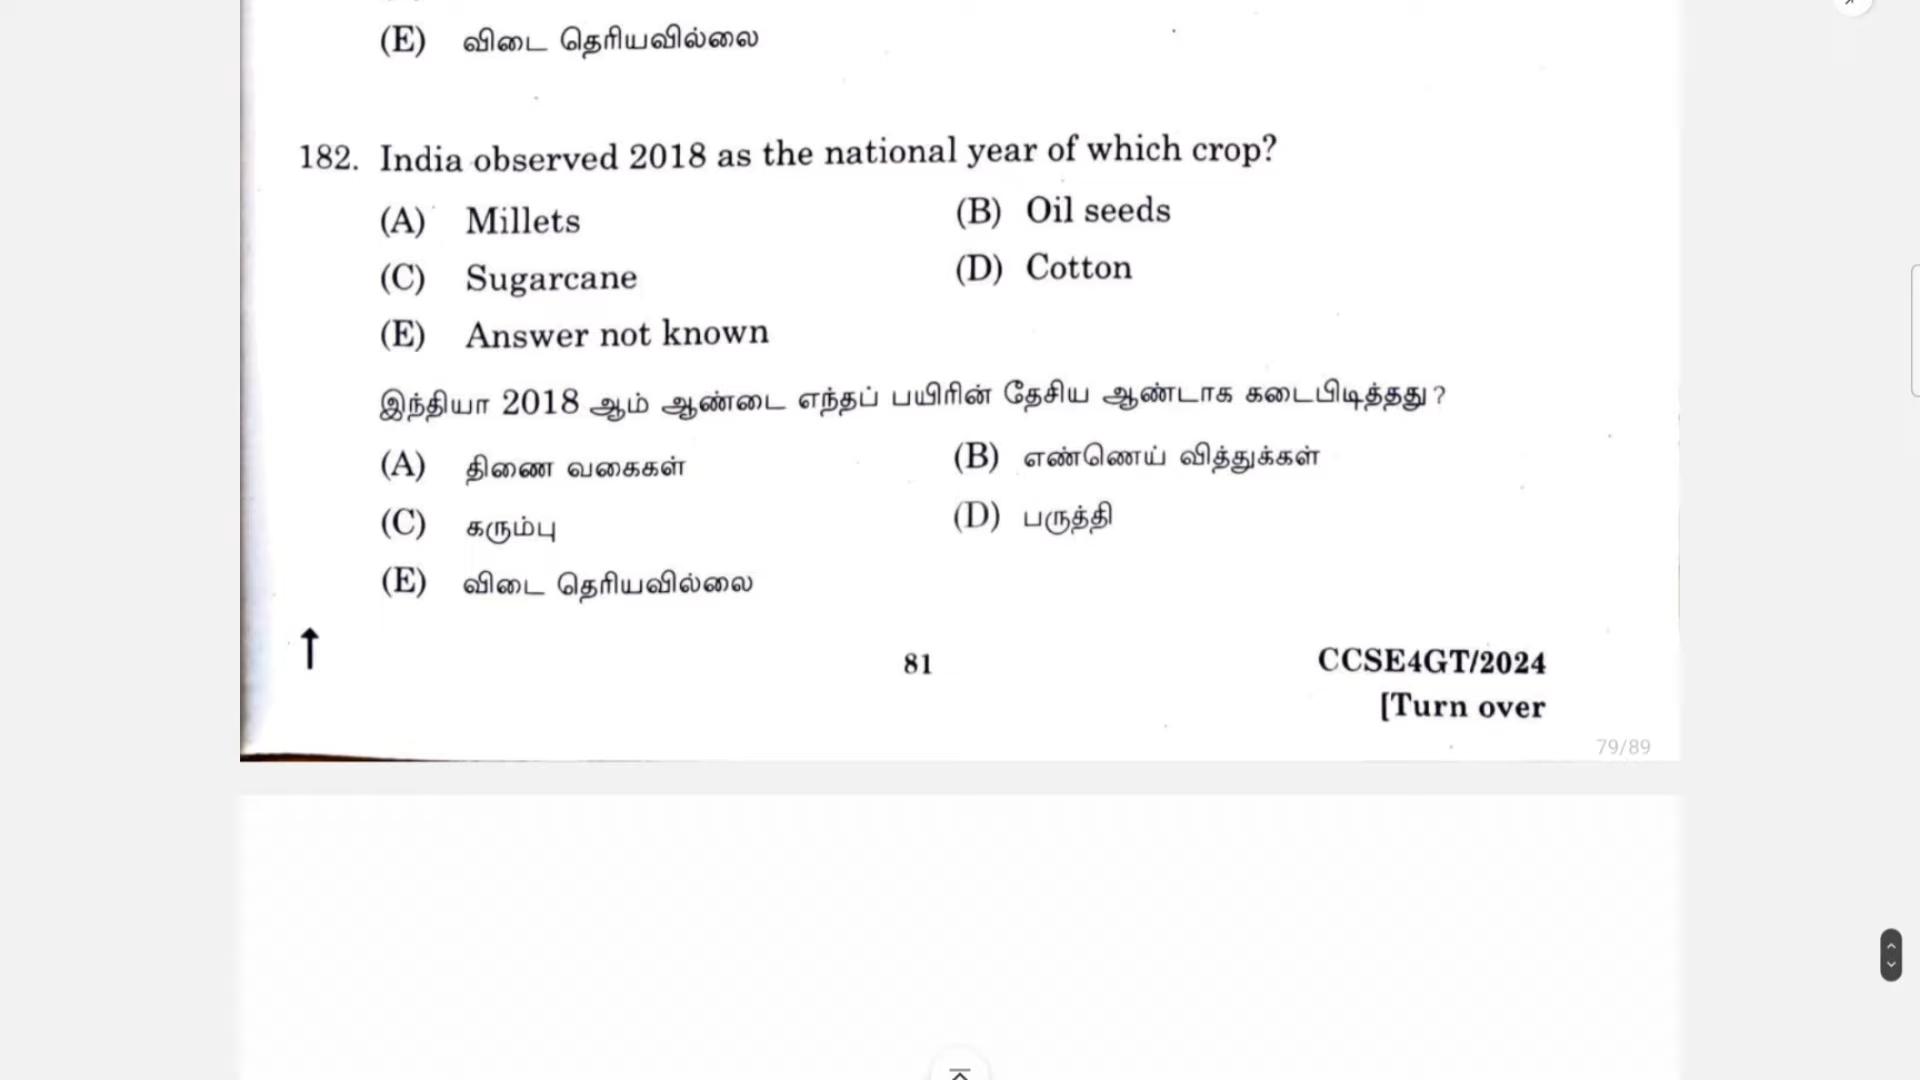 (E) விடை தெரியவில்லை
182. India observed 2018 as the national year of which crop?
(A) Millets (B) Oil seeds
(C) Sugarcane (D) Cotton
(E) Answer not known
இந்தியா 2018 ஆம் ஆண்டை எந்தப் பயிரின் தேசிய ஆண்டாக கடைபிடித்தது?
(A) திணை வகைகள் (B) எண்ணெய் வித்துக்கள்
(C) கரும்பு (D) பருத்தி
(E) விடை தெரியவில்லை
↑ 81 CCSE4GT/2024
[Turn over
79/89